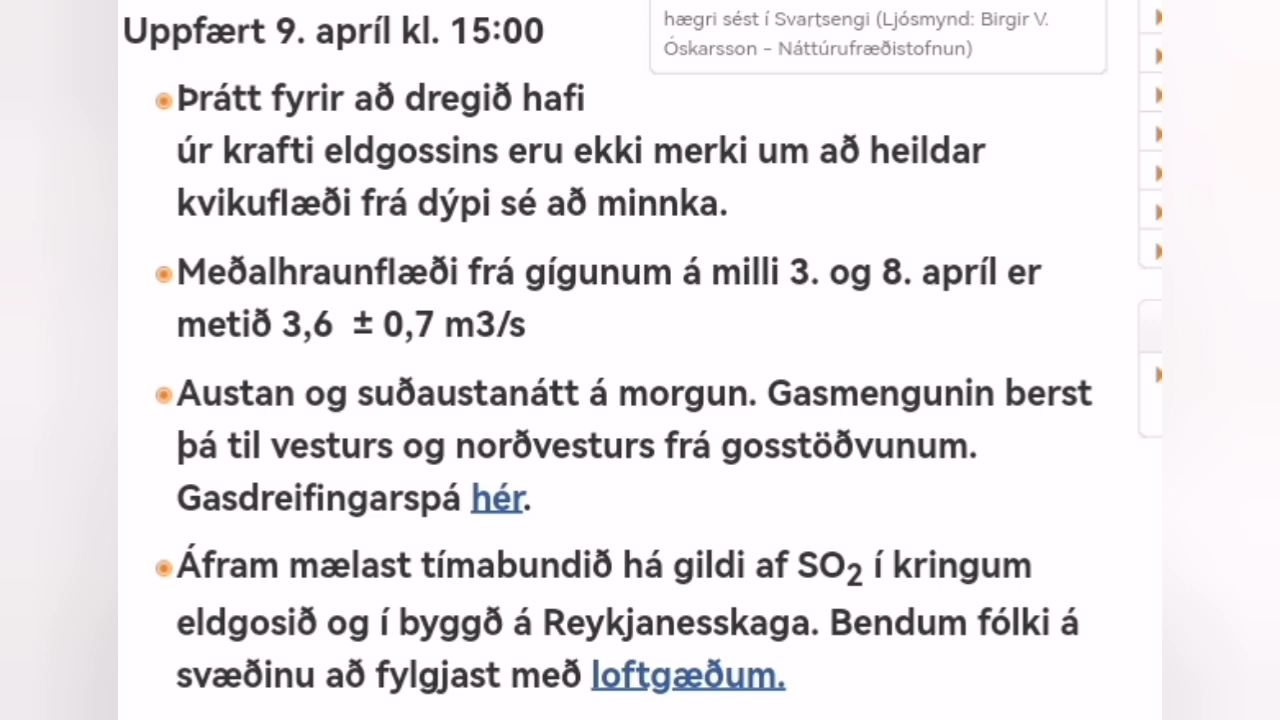 Uppfært 9. apríl kl. 15:00
hægri sést í Svartsengi (Ljósmynd: Birgir V.
Óskarsson - Náttúrufræðistofnun)
Þrátt fyrir að dregið hafi
úr krafti eldgossins eru ekki merki um að heildar
kvikuflæði frá dýpi sé að minnka.
Meðalhraunflæði frá gígunum á milli 3. og 8. apríl er
metið 3,6 ± 0,7 m3/s
Austan og suðaustanátt á morgun. Gasmengunin berst
þá til vesturs og norðvesturs frá gosstöðvunum.
Gasdreifingarspá hér.
Áfram mælast tímabundið há gildi af SO₂ í kringum
eldgosið og í byggð á Reykjanesskaga. Bendum fólki á
svæðinu að fylgjast með loftgæðum.